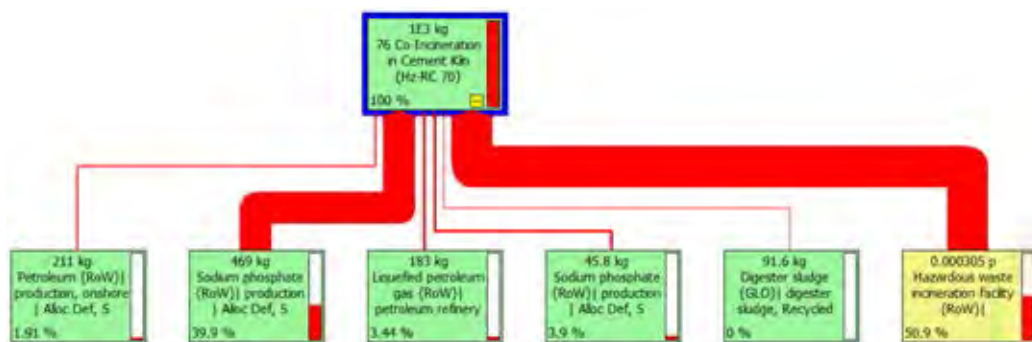 1E3 kg
76 Co-Incineration
in Cement Kiln
(Hz-RC 70)
100 %
211 kg
Petroleum {RoW}|
production, onshore
| Alloc Def, S
1.91 %
469 kg
Sodium phosphate
{RoW}| production
| Alloc Def, S
39.9 %
183 kg
Liquefied petroleum
gas {RoW}|
petroleum refinery
3.44 %
45.8 kg
Sodium phosphate
{RoW}| production
| Alloc Def, S
3.9 %
91.6 kg
Digester sludge
{GLO}| digester
sludge, Recycled
0 %
0.000305 p
Hazardous waste
incineration facility
{RoW}|
50.9 %